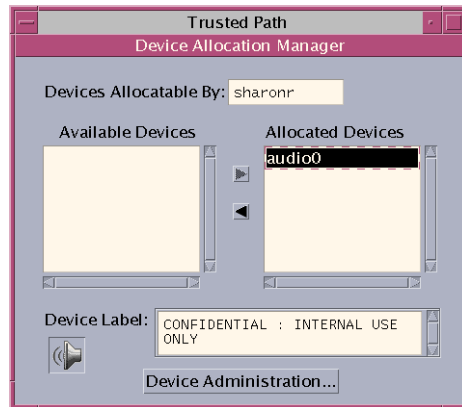 Trusted Path
Device Allocation Manager
Devices Allocatable By: sharonr
Available Devices Allocated Devices
audio0
Device Label: CONFIDENTIAL : INTERNAL USE
ONLY
Device Administration...